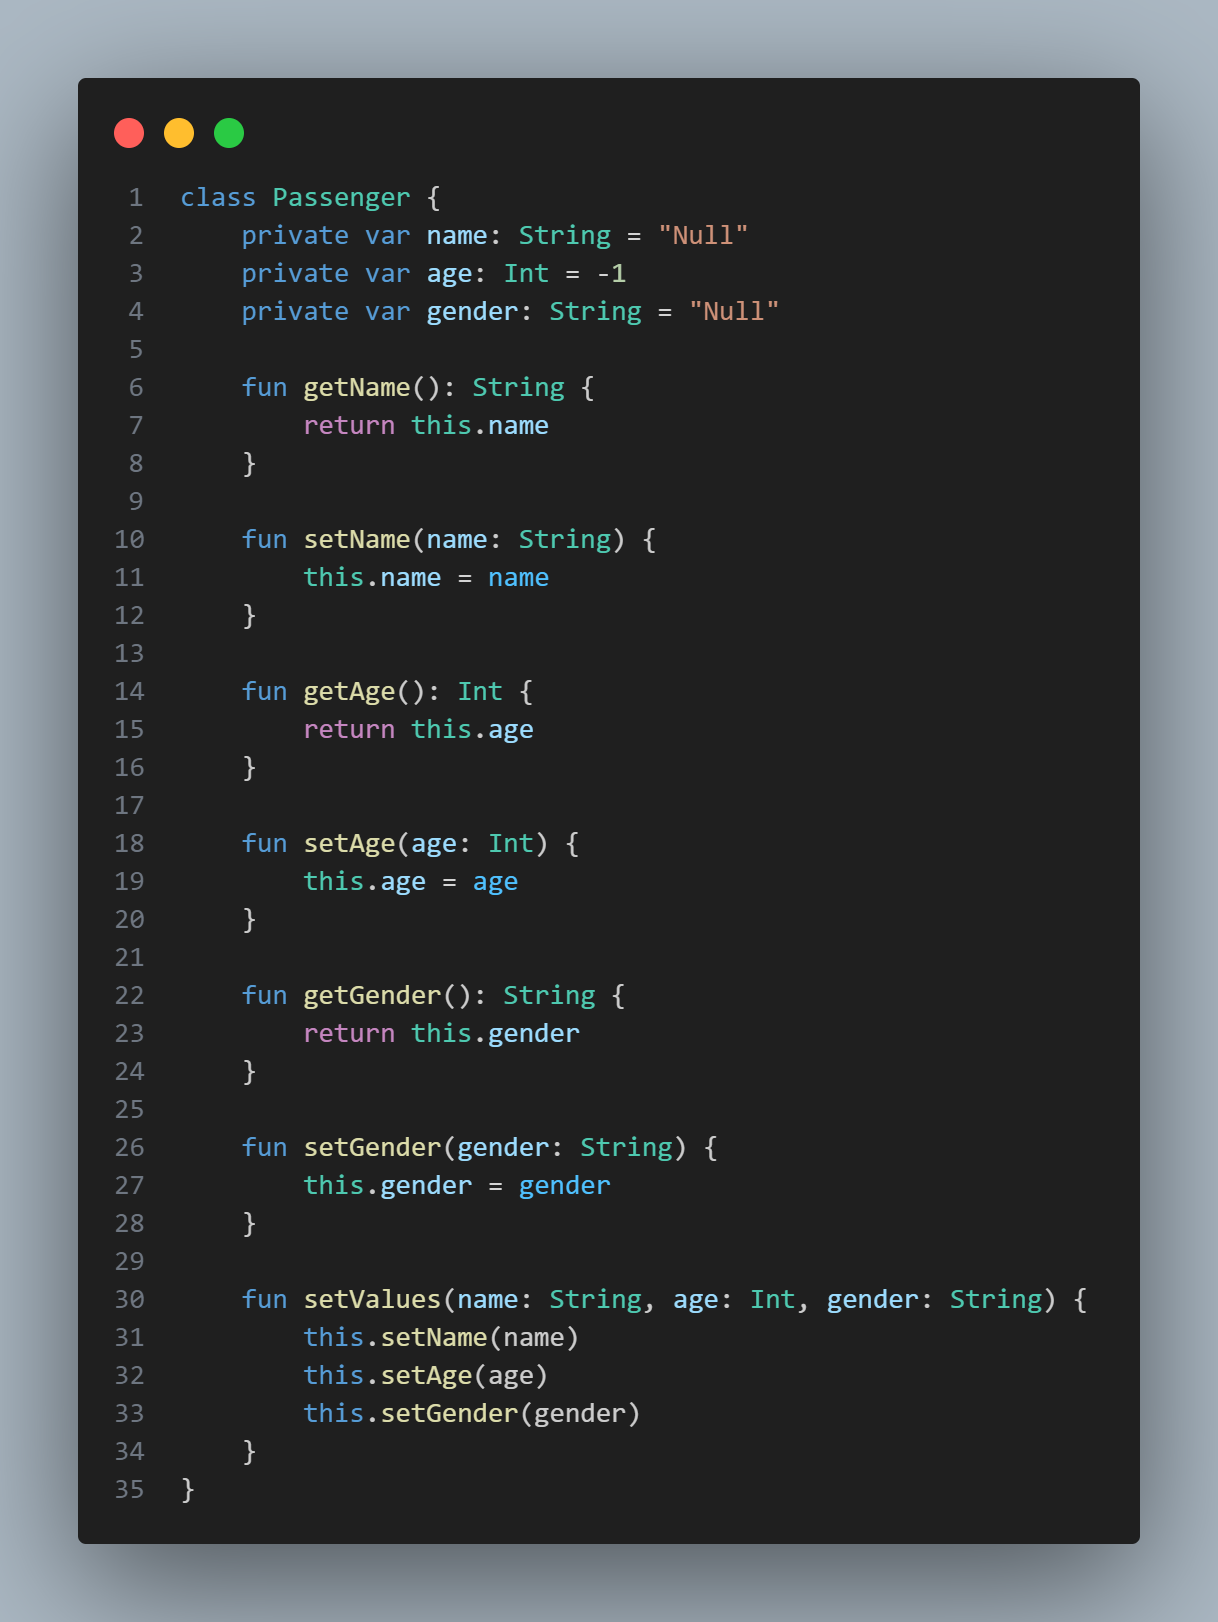 1 class Passenger {
2     private var name: String = "Null"
3     private var age: Int = -1
4     private var gender: String = "Null"
5
6     fun getName(): String {
7         return this.name
8     }
9
10     fun setName(name: String) {
11         this.name = name
12     }
13
14     fun getAge(): Int {
15         return this.age
16     }
17
18     fun setAge(age: Int) {
19         this.age = age
20     }
21
22     fun getGender(): String {
23         return this.gender
24     }
25
26     fun setGender(gender: String) {
27         this.gender = gender
28     }
29
30     fun setValues(name: String, age: Int, gender: String) {
31         this.setName(name)
32         this.setAge(age)
33         this.setGender(gender)
34     }
35 }